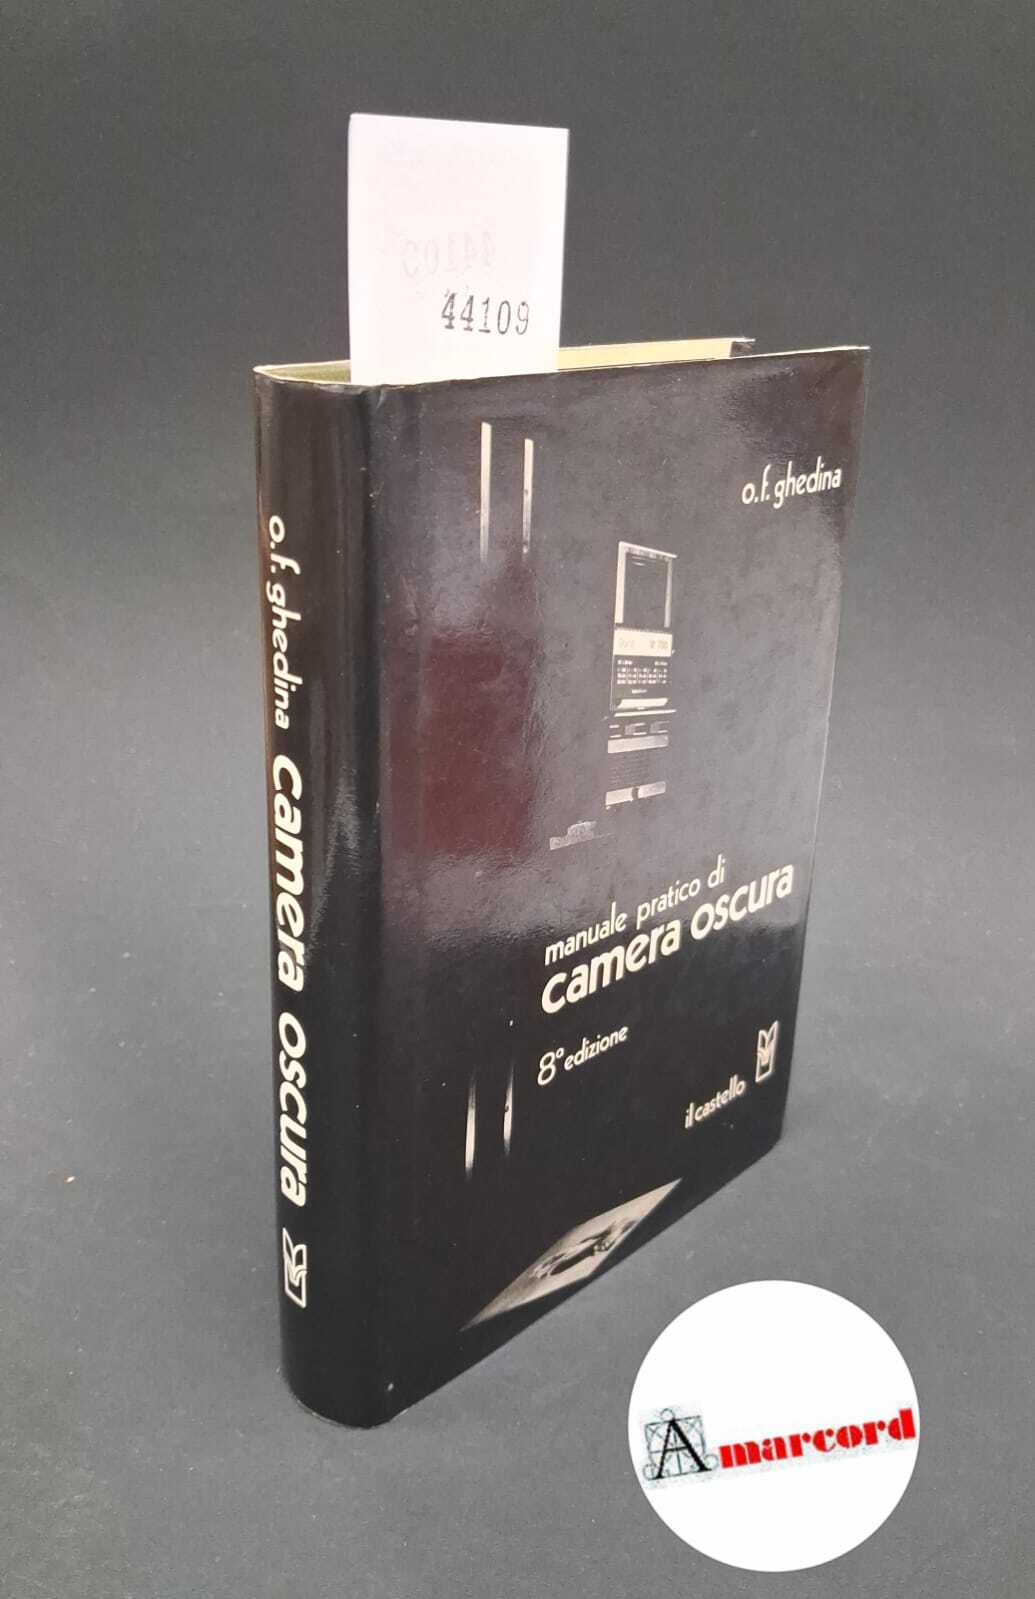 44109
o.f. ghedina
manuale pratico di
camera oscura
8° edizione
il castello
o.f. ghedina camera oscura
Amarcord